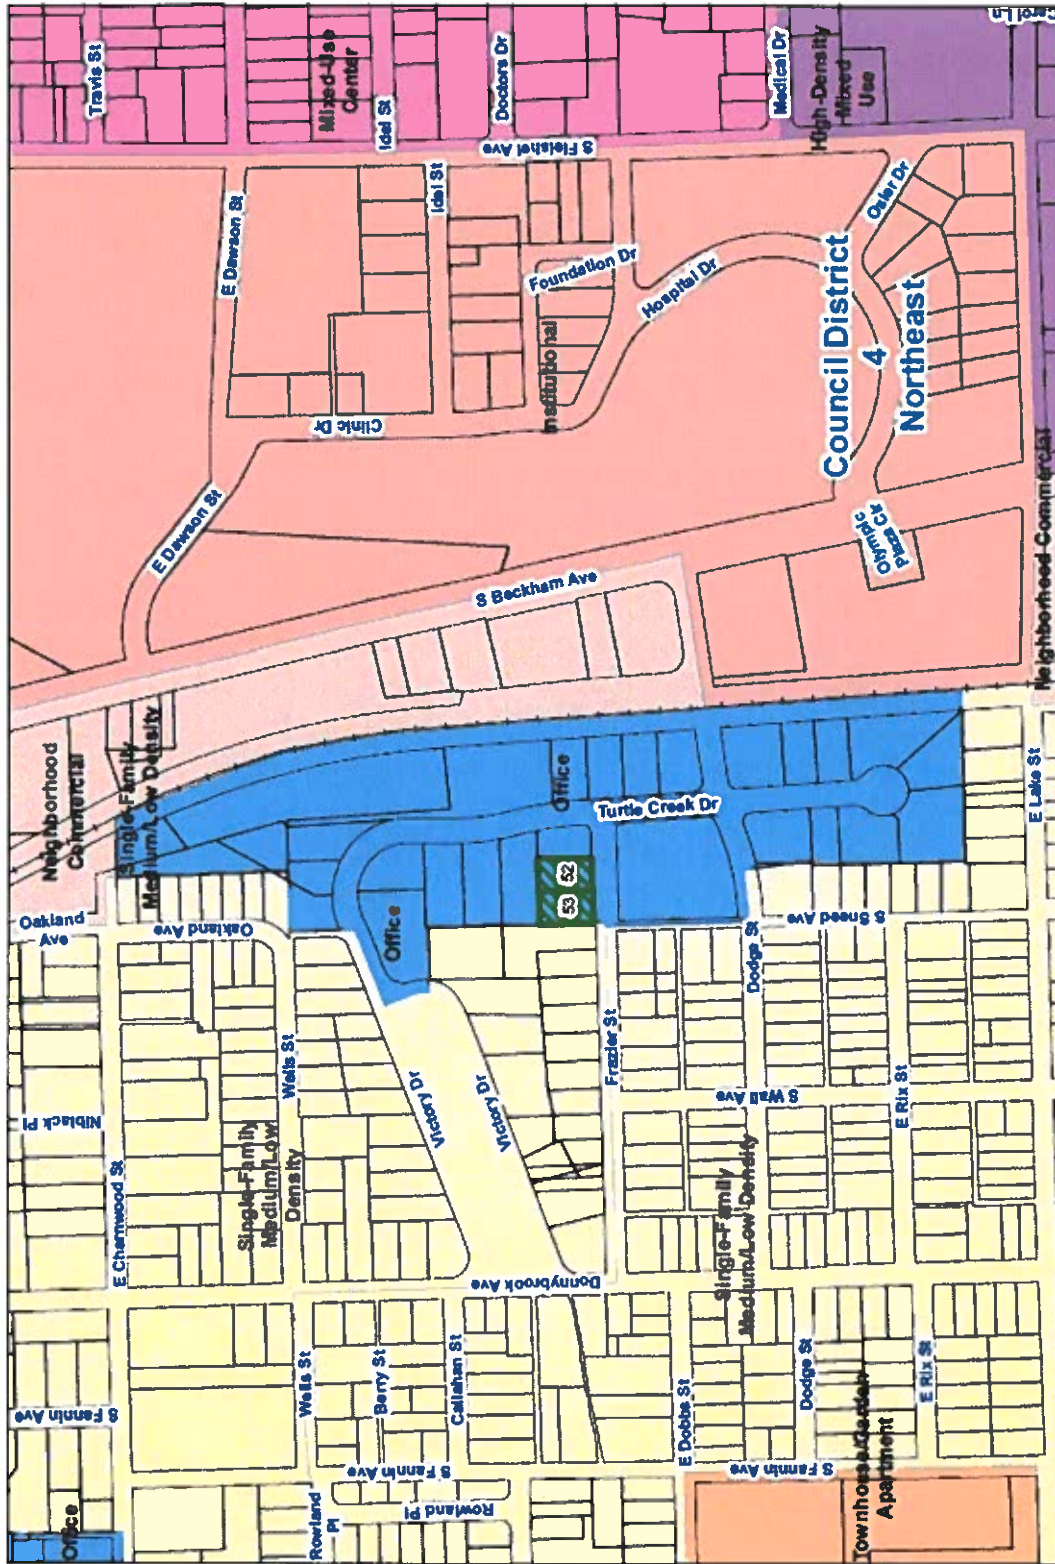 Office
S Fannin Ave
Niblack Pl
Oakland
Ave
Neighborhood
Commercial
Travis St
E Charnwood St
Single-Family
Medium/Low Density
E Dawson St
E Dawson St
Oakland Ave
Single-Family
Medium/Low
Density
Wells St
Wells St
Rowland
Pl
Mixed-Use
Center
Clinic Dr
Berry St
S Fannin Ave
Office
Idel St
Idel St
Victory Dr
Callahan St
Rowland Pl
Donnybrook Ave
Victory Dr
Doctors Dr
S Beckham Ave
S Fleishel Ave
Institutional
Foundation Dr
Office
53
52
Frazier St
Turtle Creek Dr
Hospital Dr
E Dobbs St
Single-Family
Medium/Low Density
S Wall Ave
Dodge St
S Fannin Ave
Medical Dr
Dodge St
S Sneed Ave
High-Density
Mixed
Use
Council District
4
Northeast
Townhouse/Garden
Apartment
Olympic
Plaza Cir
Osler Dr
E Rix St
E Rix St
E Lake St
Neighborhood Commercial